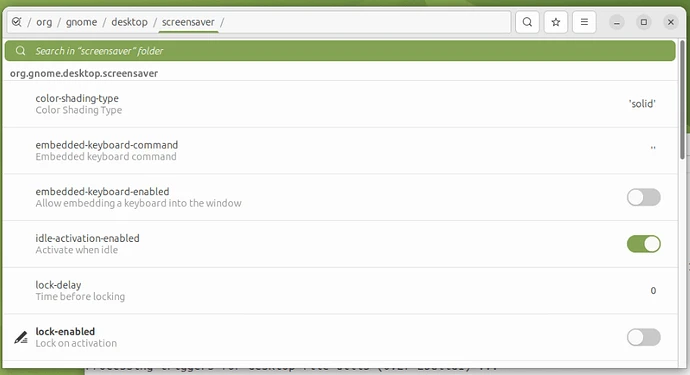 / org / gnome / desktop / screensaver /
Search in "screensaver" folder
org.gnome.desktop.screensaver
color-shading-type
Color Shading Type
'solid'
embedded-keyboard-command
Embedded keyboard command
''
embedded-keyboard-enabled
Allow embedding a keyboard into the window
idle-activation-enabled
Activate when idle
lock-delay
Time before locking
0
lock-enabled
Lock on activation